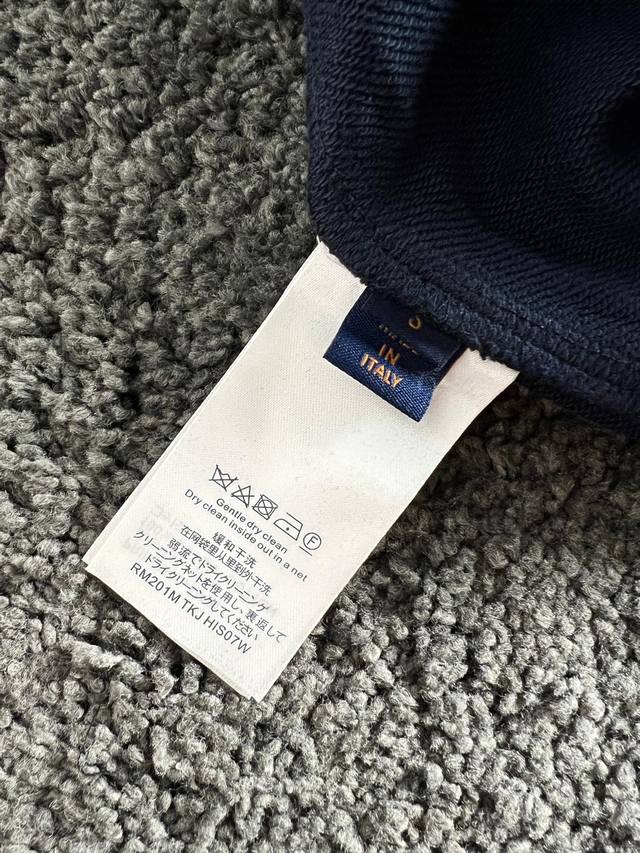 S
IN
ITALY
Gentle dry clean
Dry clean inside out in a net
缓和干洗
在网袋里从里到外干洗
弱流でドライクリーニング
クリーニングネットを使用し、裏返して
ドライクリーニングしてください
RM201M TKJ HIS07W